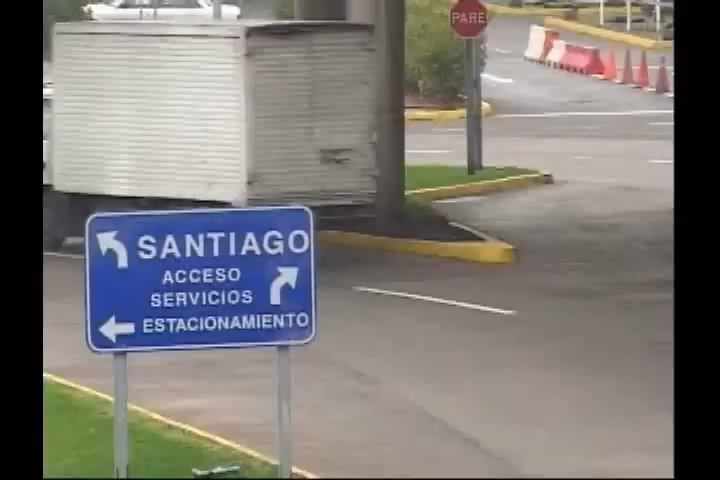 PARE
SANTIAGO
ACCESO
SERVICIOS
ESTACIONAMIENTO